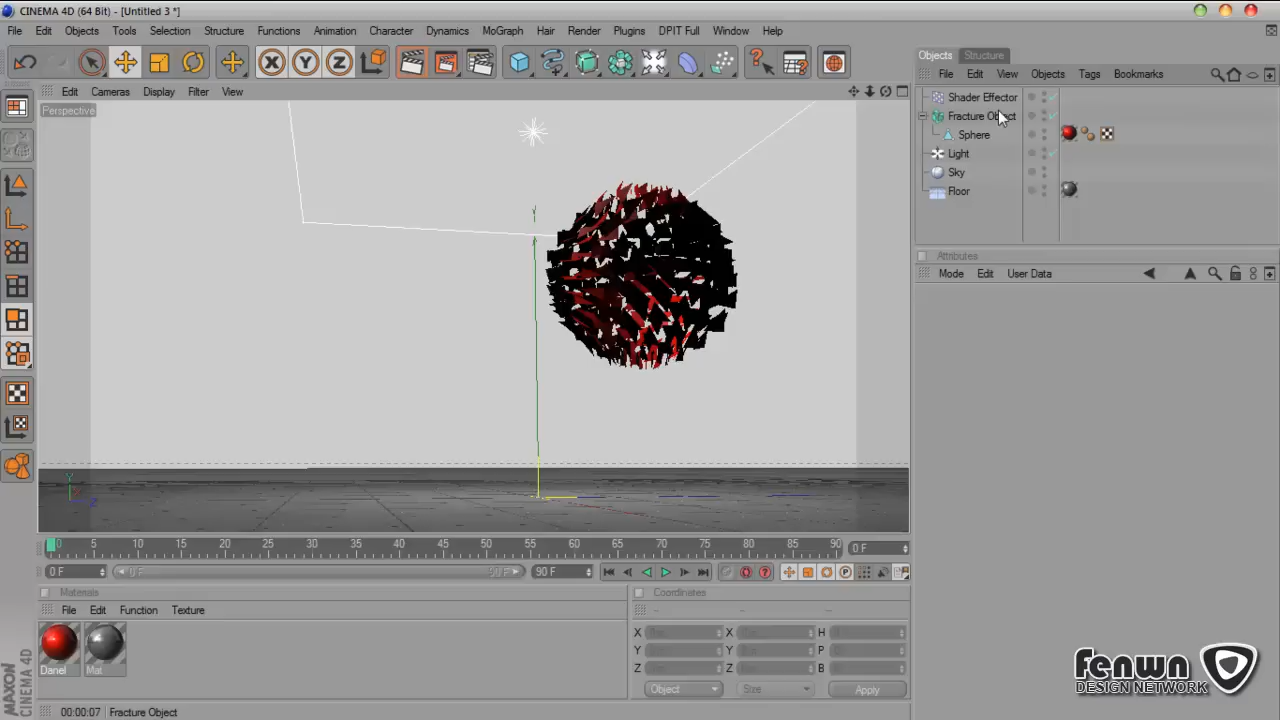 CINEMA 4D (64 Bit) - [Untitled 3 *]
File Edit Objects Tools Selection Structure Functions Animation Character Dynamics MoGraph Hair Render Plugins DPIT Full Window Help
X Y Z
Objects Structure
File Edit View Objects Tags Bookmarks
Edit Cameras Display Filter View
Perspective
Shader Effector
Fracture Object
Sphere
Light
Sky
Floor
Attributes
Mode Edit User Data
Y
Z
0 5 10 15 20 25 30 35 40 45 50 55 60 65 70 75 80 85 90
0 F
0 F 0 F 90 F 90 F
Materials
File Edit Function Texture
Danel Mat
Coordinates
X X H
Y Y P
Z Z B
Object Size Apply
MAXON
CINEMA 4D
00:00:07 Fracture Object
fenwn
DESIGN NETWORK